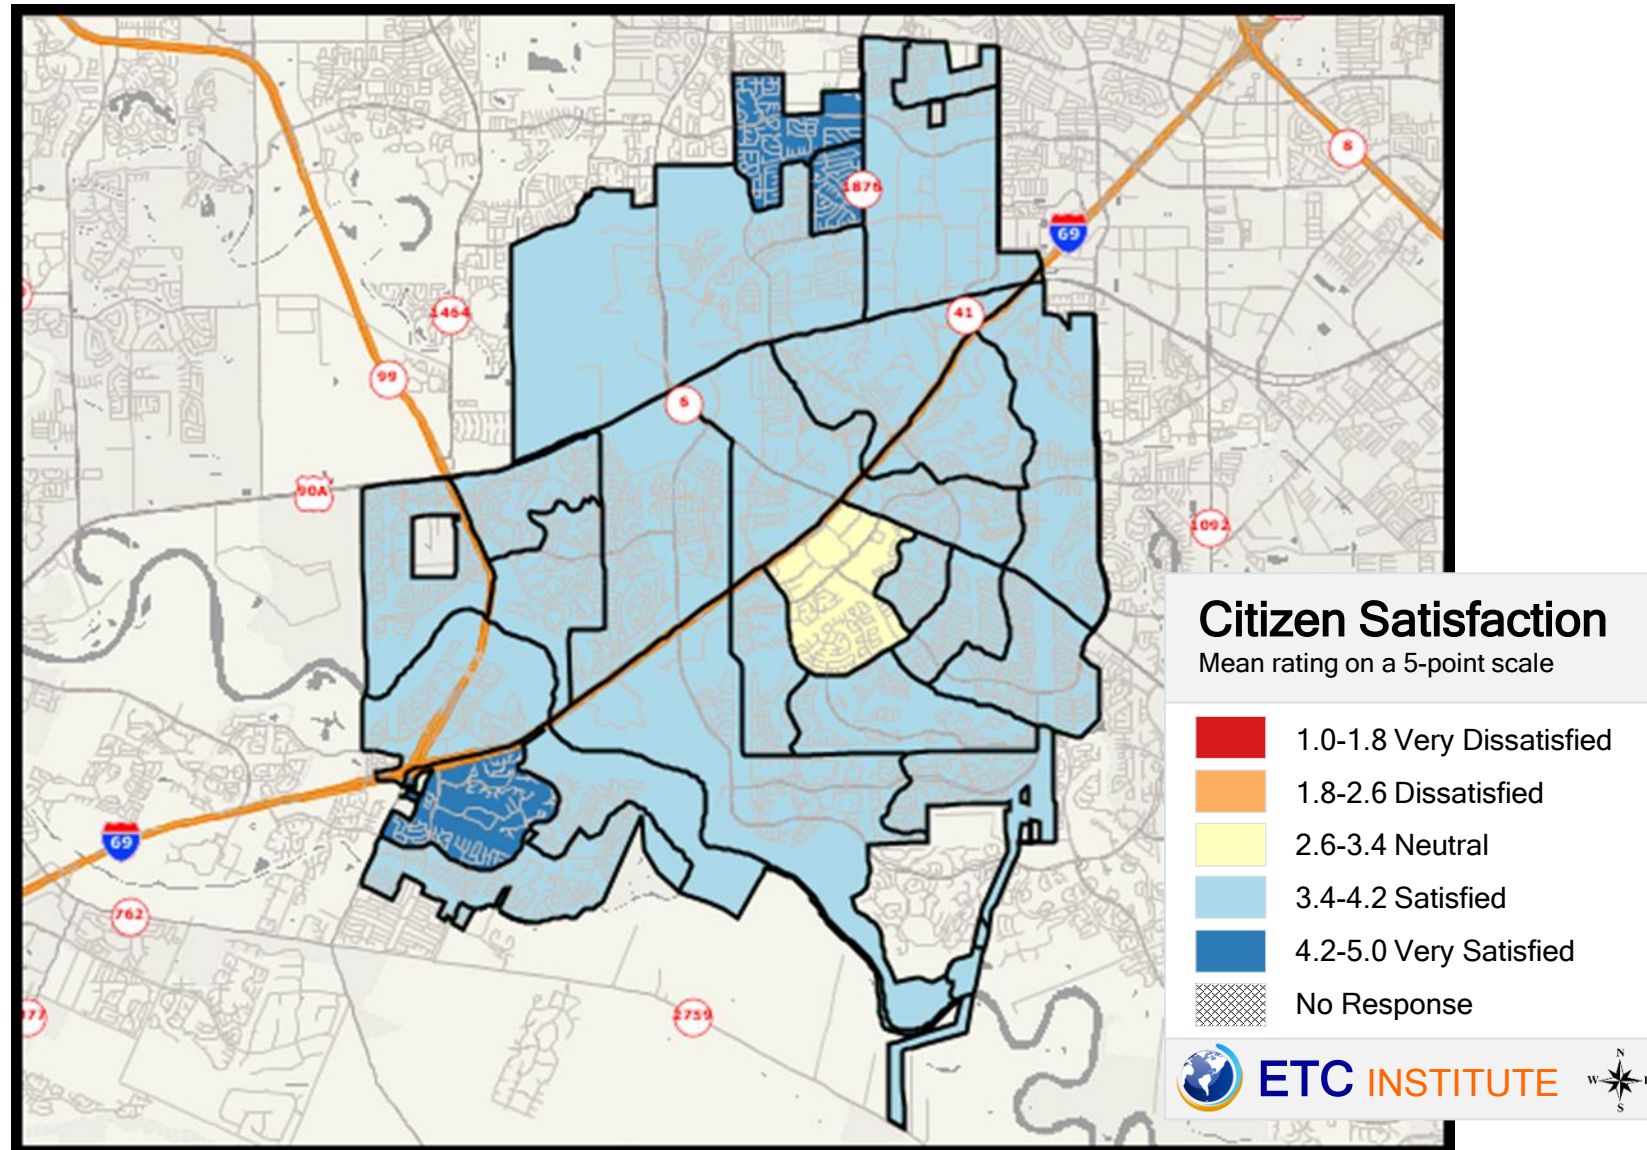 8
1876
69
1464
41
99
6
90A
1092
69
762
2759
Citizen Satisfaction
Mean rating on a 5-point scale
1.0-1.8 Very Dissatisfied
1.8-2.6 Dissatisfied
2.6-3.4 Neutral
3.4-4.2 Satisfied
4.2-5.0 Very Satisfied
No Response
ETC INSTITUTE
N
W
S